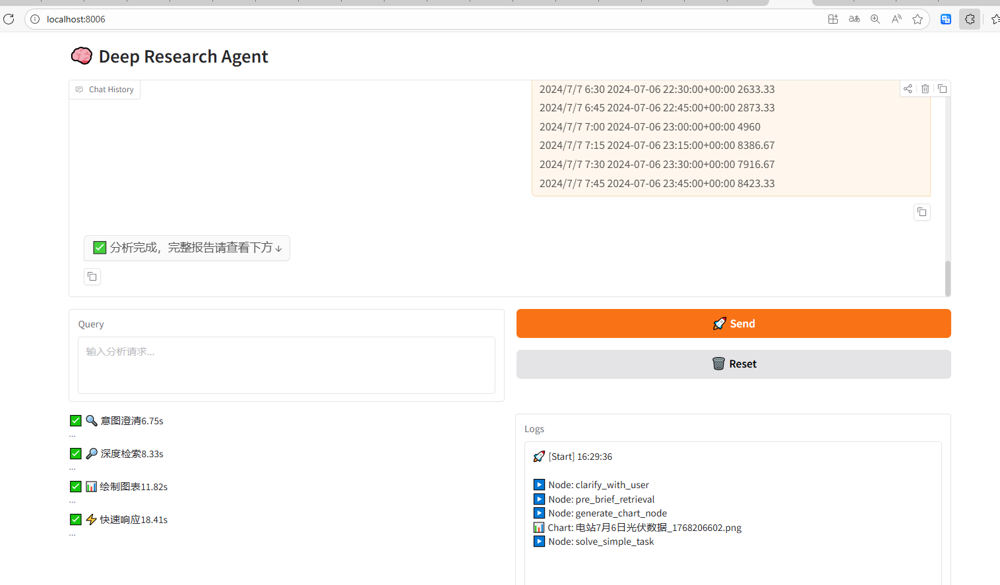 localhost:8006
Deep Research Agent
Chat History
2024/7/7 6:30 2024-07-06 22:30:00+00:00 2633.33
2024/7/7 6:45 2024-07-06 22:45:00+00:00 2873.33
2024/7/7 7:00 2024-07-06 23:00:00+00:00 4960
2024/7/7 7:15 2024-07-06 23:15:00+00:00 8386.67
2024/7/7 7:30 2024-07-06 23:30:00+00:00 7916.67
2024/7/7 7:45 2024-07-06 23:45:00+00:00 8423.33
✅ 分析完成，完整报告请查看下方↓
Query
输入分析请求...
🚀 Send
🗑️ Reset
✅ 🔍 意图澄清6.75s
...
✅ 🔎 深度检索8.33s
...
✅ 📊 绘制图表11.82s
...
✅ ⚡ 快速响应18.41s
...
Logs
🚀 [Start] 16:29:36
▶️ Node: clarify_with_user
▶️ Node: pre_brief_retrieval
▶️ Node: generate_chart_node
📊 Chart: 电站7月6日光伏数据_1768206602.png
▶️ Node: solve_simple_task